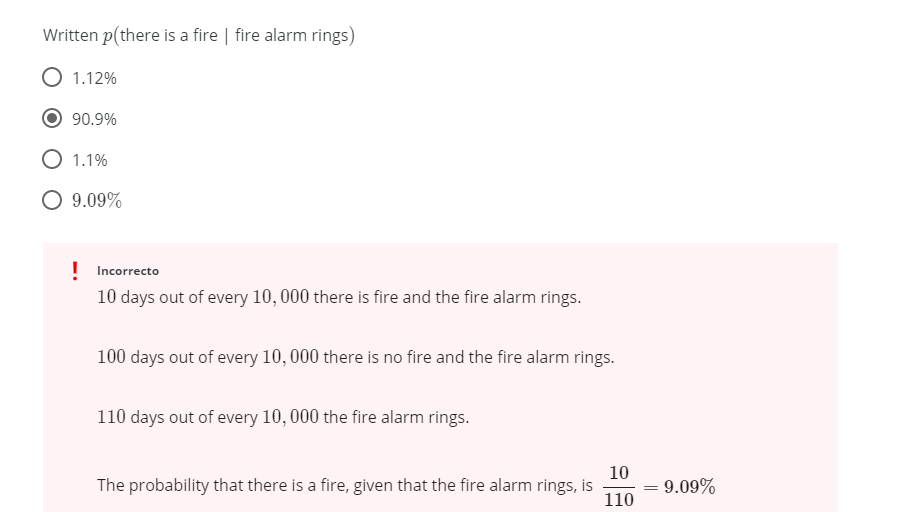 Written p(there is a fire | fire alarm rings)
1.12%
90.9%
1.1%
9.09%
! Incorrecto
10 days out of every 10,000 there is fire and the fire alarm rings.
100 days out of every 10,000 there is no fire and the fire alarm rings.
110 days out of every 10,000 the fire alarm rings.
The probability that there is a fire, given that the fire alarm rings, is 10/110 = 9.09%